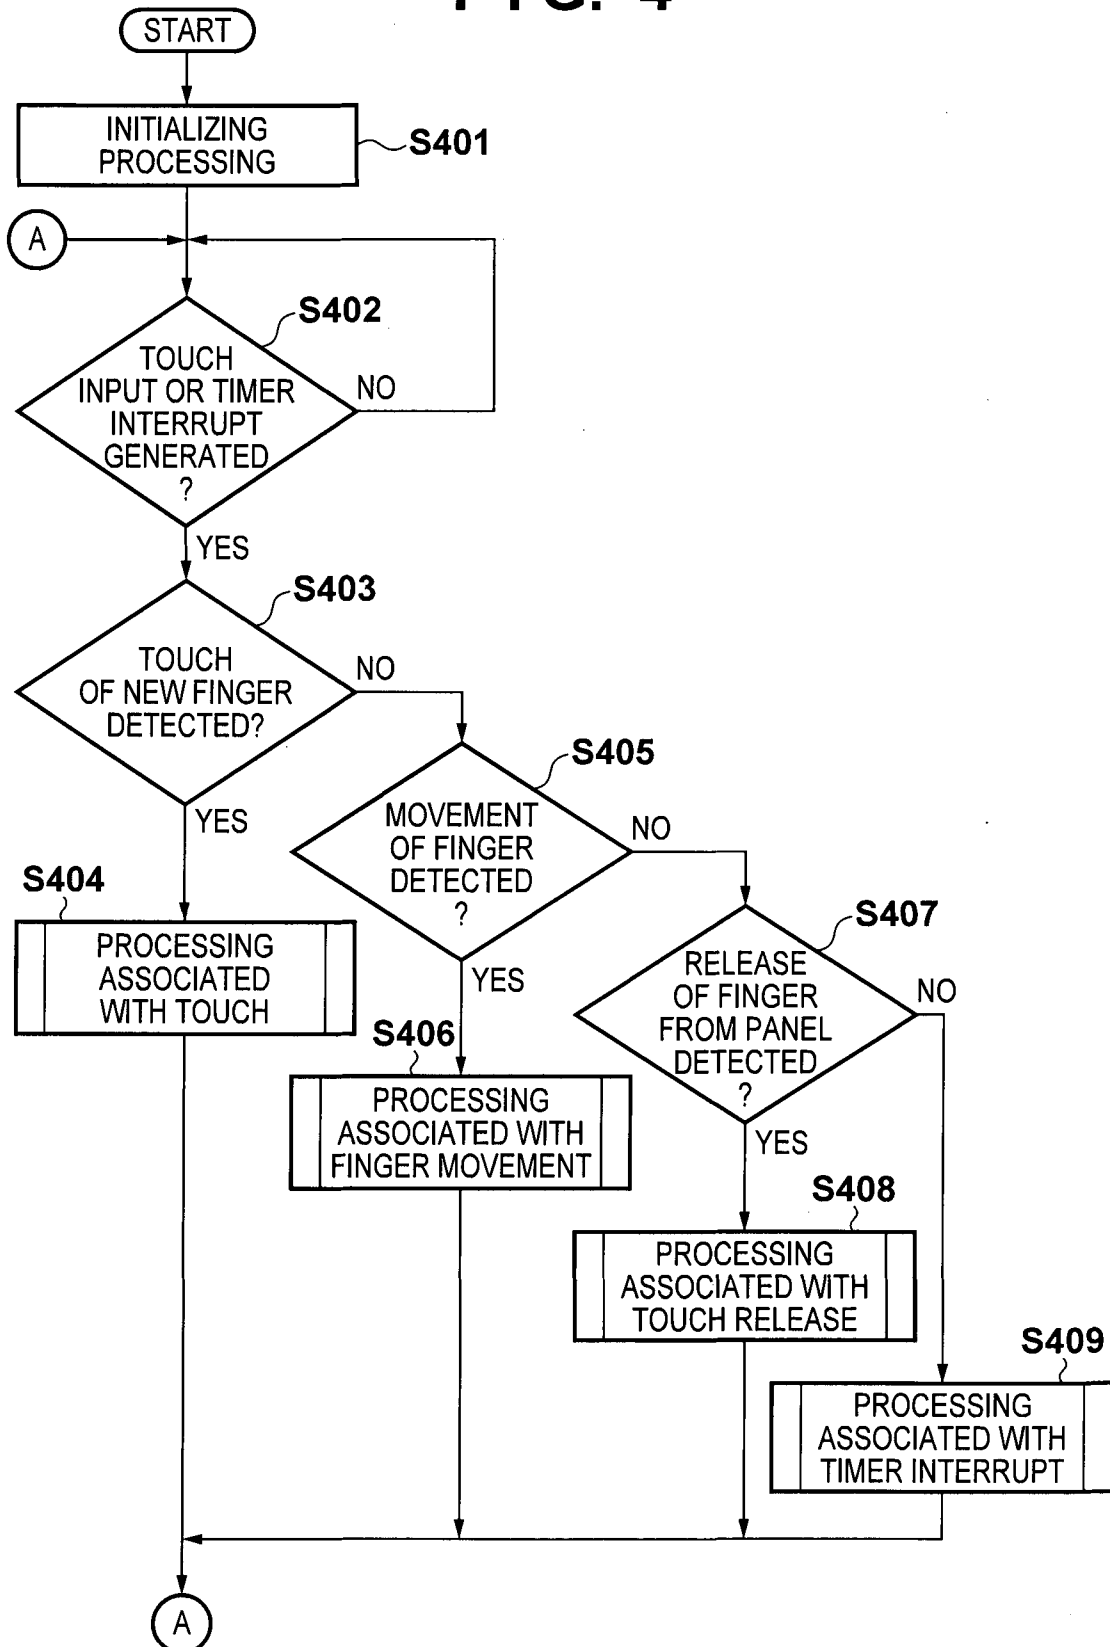 FIG. 4
START
INITIALIZING
PROCESSING
S401
A
S402
TOUCH
INPUT OR TIMER
INTERRUPT
GENERATED
?
NO
YES
S403
TOUCH
OF NEW FINGER
DETECTED?
NO
YES
S404
PROCESSING
ASSOCIATED
WITH TOUCH
S405
MOVEMENT
OF FINGER
DETECTED
?
NO
YES
S406
PROCESSING
ASSOCIATED WITH
FINGER MOVEMENT
S407
RELEASE
OF FINGER
FROM PANEL
DETECTED
?
NO
YES
S408
PROCESSING
ASSOCIATED WITH
TOUCH RELEASE
S409
PROCESSING
ASSOCIATED WITH
TIMER INTERRUPT
A